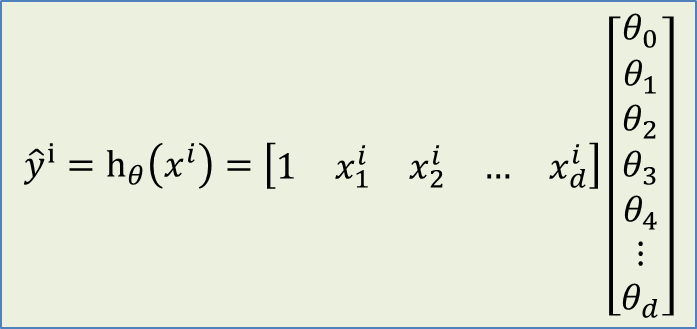 θ₀
θ₁
θ₂
ŷⁱ = h_θ(xⁱ) = [1 x₁ⁱ x₂ⁱ … x_dⁱ] θ₃
θ₄
⋮
θ_d